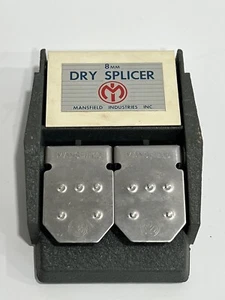 8MM
DRY SPLICER
MANSFIELD INDUSTRIES INC.